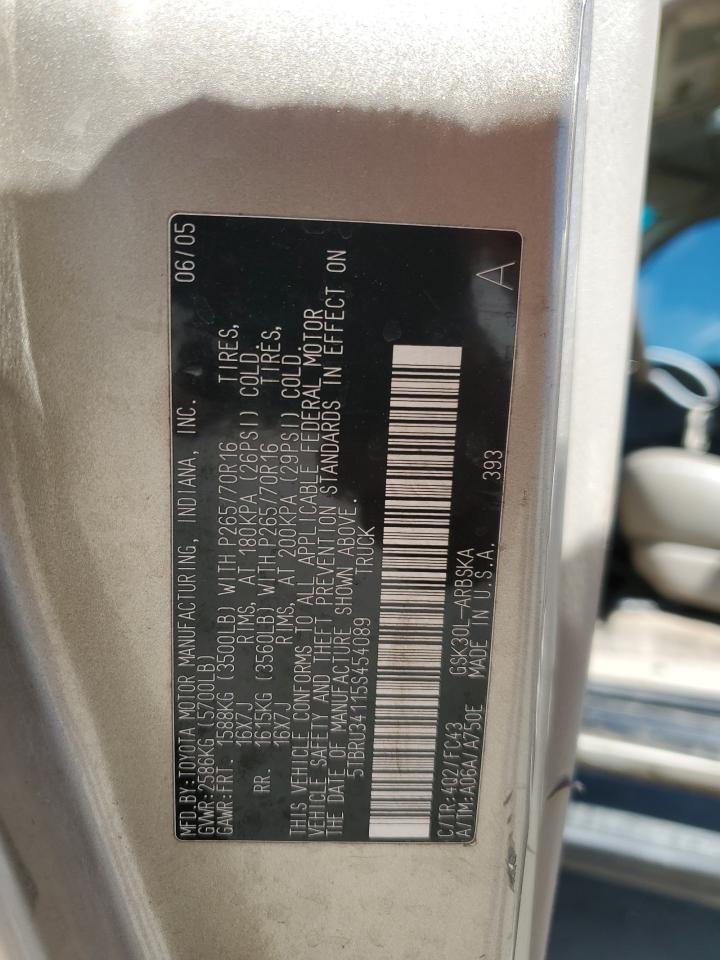 MFD.BY:TOYOTA MOTOR MANUFACTURING, INDIANA, INC. 06/05
GVWR:2586KG (5700LB)
GAWR:FRT. 1588KG (3500LB) WITH P265/70R16 TIRES,
16X7J RIMS, AT 180KPA (26PSI) COLD.
RR. 1615KG (3560LB) WITH P265/70R16 TIRES,
16X7J RIMS, AT 200KPA (29PSI) COLD.
THIS VEHICLE CONFORMS TO ALL APPLICABLE FEDERAL MOTOR
VEHICLE SAFETY AND THEFT PREVENTION STANDARDS IN EFFECT ON
THE DATE OF MANUFACTURE SHOWN ABOVE.
5TBRU34115S454089 TRUCK
C/TR:4Q2/FC43 GSK30L-ARBSKA
A/TM:A06A/A750E MADE IN U.S.A. 393 A